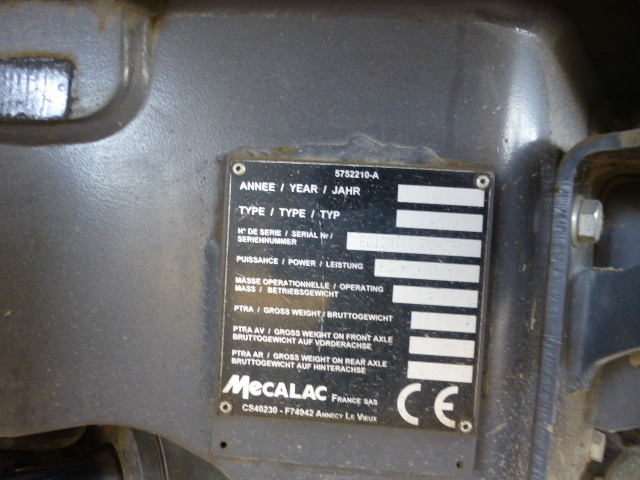 5752210-A
ANNEE / YEAR / JAHR
TYPE / TYPE / TYP
N° DE SERIE / SERIAL Nr /
SERIENNUMMER
PUISSANCE / POWER / LEISTUNG
MASSE OPERATIONNELLE / OPERATING
MASS / BETRIEBSGEWICHT
PTRA / GROSS WEIGHT / BRUTTOGEWICHT
PTRA AV / GROSS WEIGHT ON FRONT AXLE
BRUTTOGEWICHT AUF VORDERACHSE
PTRA AR / GROSS WEIGHT ON REAR AXLE
BRUTTOGEWICHT AUF HINTERACHSE
MECALAC FRANCE SAS
CS40230 - F74942 ANNECY LE VIEUX
CE